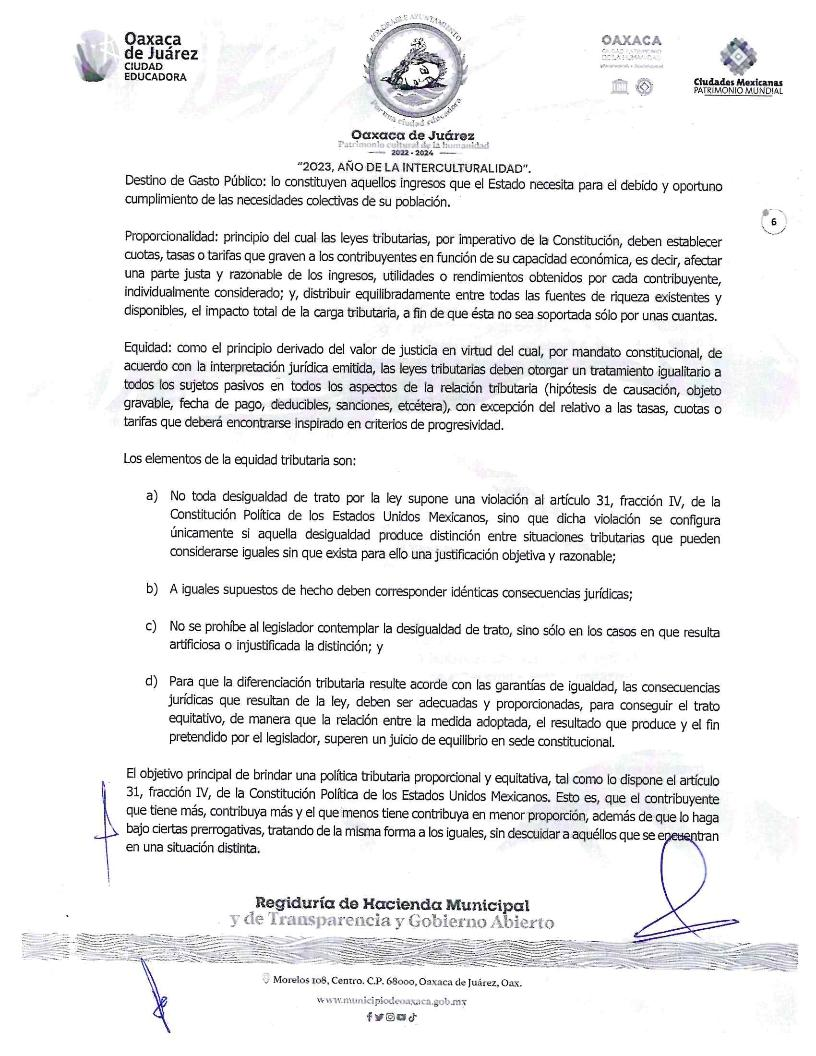 Oaxaca
de Juárez
CIUDAD
EDUCADORA
HONORABLE AYUNTAMIENTO
Por una ciudad educadora
Oaxaca de Juárez
Patrimonio cultural de la humanidad
2022 - 2024
OAXACA
CIUDAD PATRIMONIO
DE LA HUMANIDAD
Ciudades Mexicanas
PATRIMONIO MUNDIAL
"2023, AÑO DE LA INTERCULTURALIDAD".
6
Destino de Gasto Público: lo constituyen aquellos ingresos que el Estado necesita para el debido y oportuno
cumplimiento de las necesidades colectivas de su población.
Proporcionalidad: principio del cual las leyes tributarias, por imperativo de la Constitución, deben establecer
cuotas, tasas o tarifas que graven a los contribuyentes en función de su capacidad económica, es decir, afectar
una parte justa y razonable de los ingresos, utilidades o rendimientos obtenidos por cada contribuyente,
individualmente considerado; y, distribuir equilibradamente entre todas las fuentes de riqueza existentes y
disponibles, el impacto total de la carga tributaria, a fin de que ésta no sea soportada sólo por unas cuantas.
Equidad: como el principio derivado del valor de justicia en virtud del cual, por mandato constitucional, de
acuerdo con la interpretación jurídica emitida, las leyes tributarias deben otorgar un tratamiento igualitario a
todos los sujetos pasivos en todos los aspectos de la relación tributaria (hipótesis de causación, objeto
gravable, fecha de pago, deducibles, sanciones, etcétera), con excepción del relativo a las tasas, cuotas o
tarifas que deberá encontrarse inspirado en criterios de progresividad.
Los elementos de la equidad tributaria son:
a) No toda desigualdad de trato por la ley supone una violación al artículo 31, fracción IV, de la
Constitución Política de los Estados Unidos Mexicanos, sino que dicha violación se configura
únicamente si aquella desigualdad produce distinción entre situaciones tributarias que pueden
considerarse iguales sin que exista para ello una justificación objetiva y razonable;
b) A iguales supuestos de hecho deben corresponder idénticas consecuencias jurídicas;
c) No se prohíbe al legislador contemplar la desigualdad de trato, sino sólo en los casos en que resulta
artificiosa o injustificada la distinción; y
d) Para que la diferenciación tributaria resulte acorde con las garantías de igualdad, las consecuencias
jurídicas que resultan de la ley, deben ser adecuadas y proporcionadas, para conseguir el trato
equitativo, de manera que la relación entre la medida adoptada, el resultado que produce y el fin
pretendido por el legislador, superen un juicio de equilibrio en sede constitucional.
El objetivo principal de brindar una política tributaria proporcional y equitativa, tal como lo dispone el artículo
31, fracción IV, de la Constitución Política de los Estados Unidos Mexicanos. Esto es, que el contribuyente
que tiene más, contribuya más y el que menos tiene contribuya en menor proporción, además de que lo haga
bajo ciertas prerrogativas, tratando de la misma forma a los iguales, sin descuidar a aquéllos que se encuentran
en una situación distinta.
Regiduría de Hacienda Municipal
y de Transparencia y Gobierno Abierto
Morelos 108, Centro. C.P. 68000, Oaxaca de Juárez, Oax.
www.municipiodeoaxaca.gob.mx